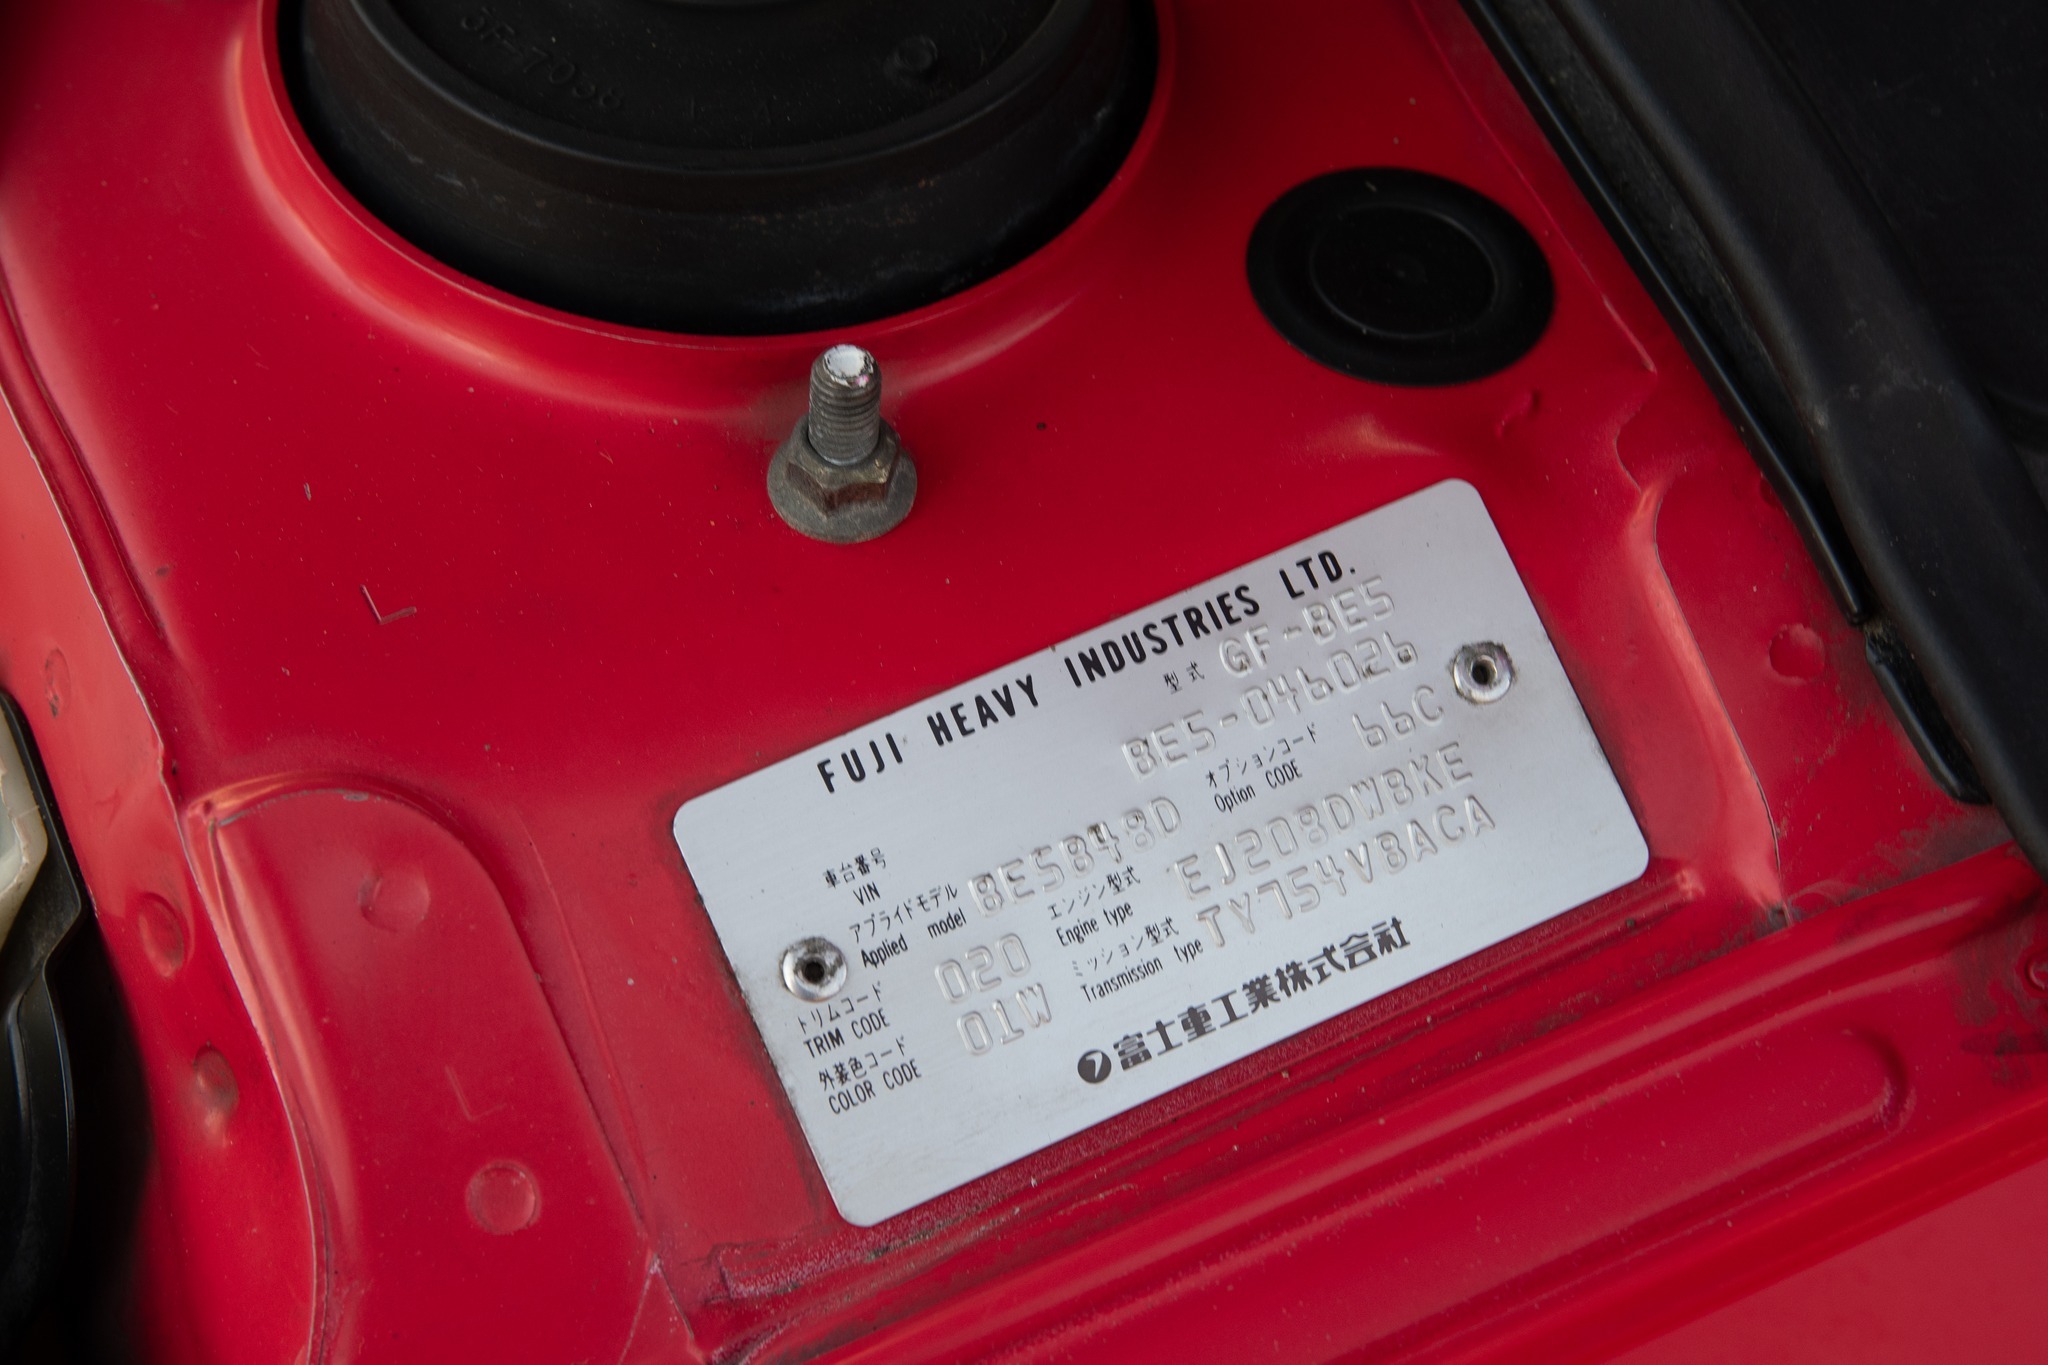 FUJI HEAVY INDUSTRIES LTD.
型式 GF-BE5
車台番号
VIN BE5-046026
アプライドモデル オプションコード
Applied model BE5B48D Option CODE 66C
トリムコード エンジン型式
TRIM CODE 020 Engine type EJ208DWBKE
外装色コード ミッション型式
COLOR CODE 01W Transmission type TY754VBACA
富士重工業株式会社